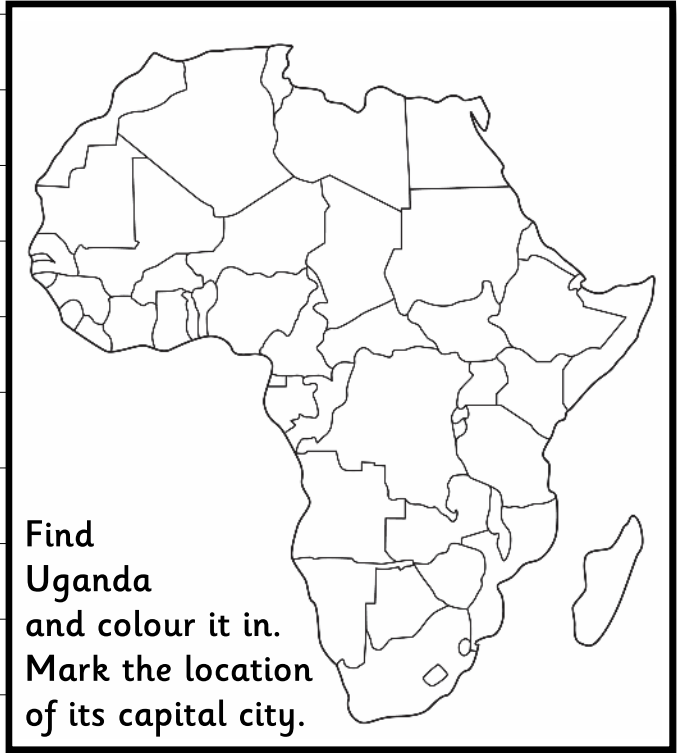 Find
Uganda
and colour it in.
Mark the location
of its capital city.